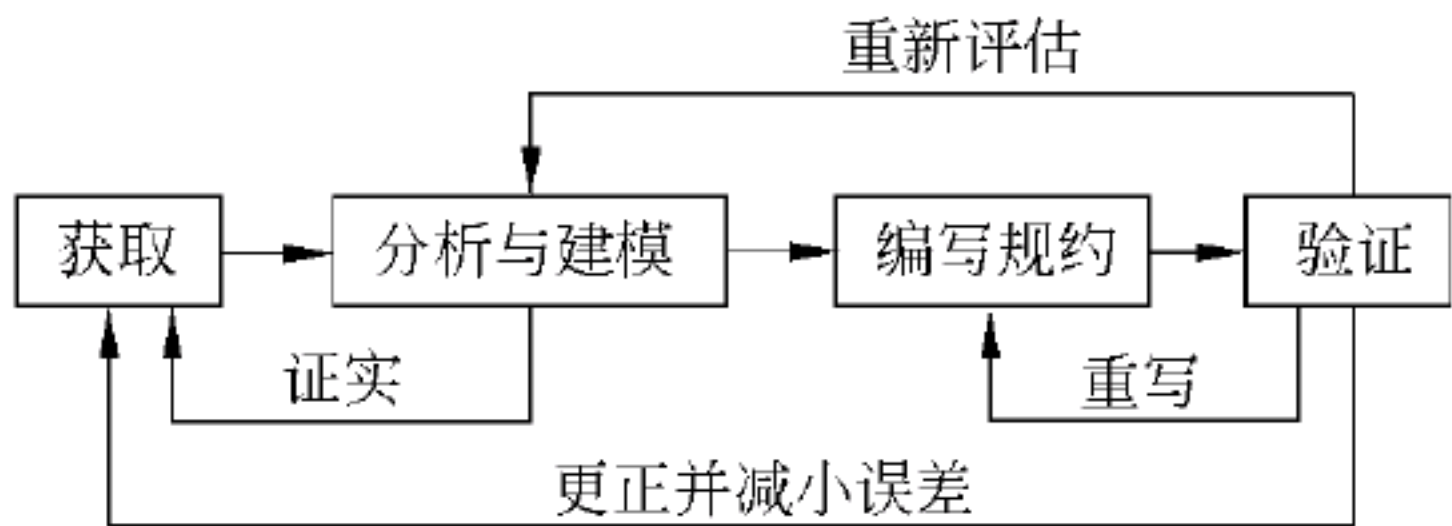 重新评估
获取
分析与建模
编写规约
验证
证实
重写
更正并减小误差